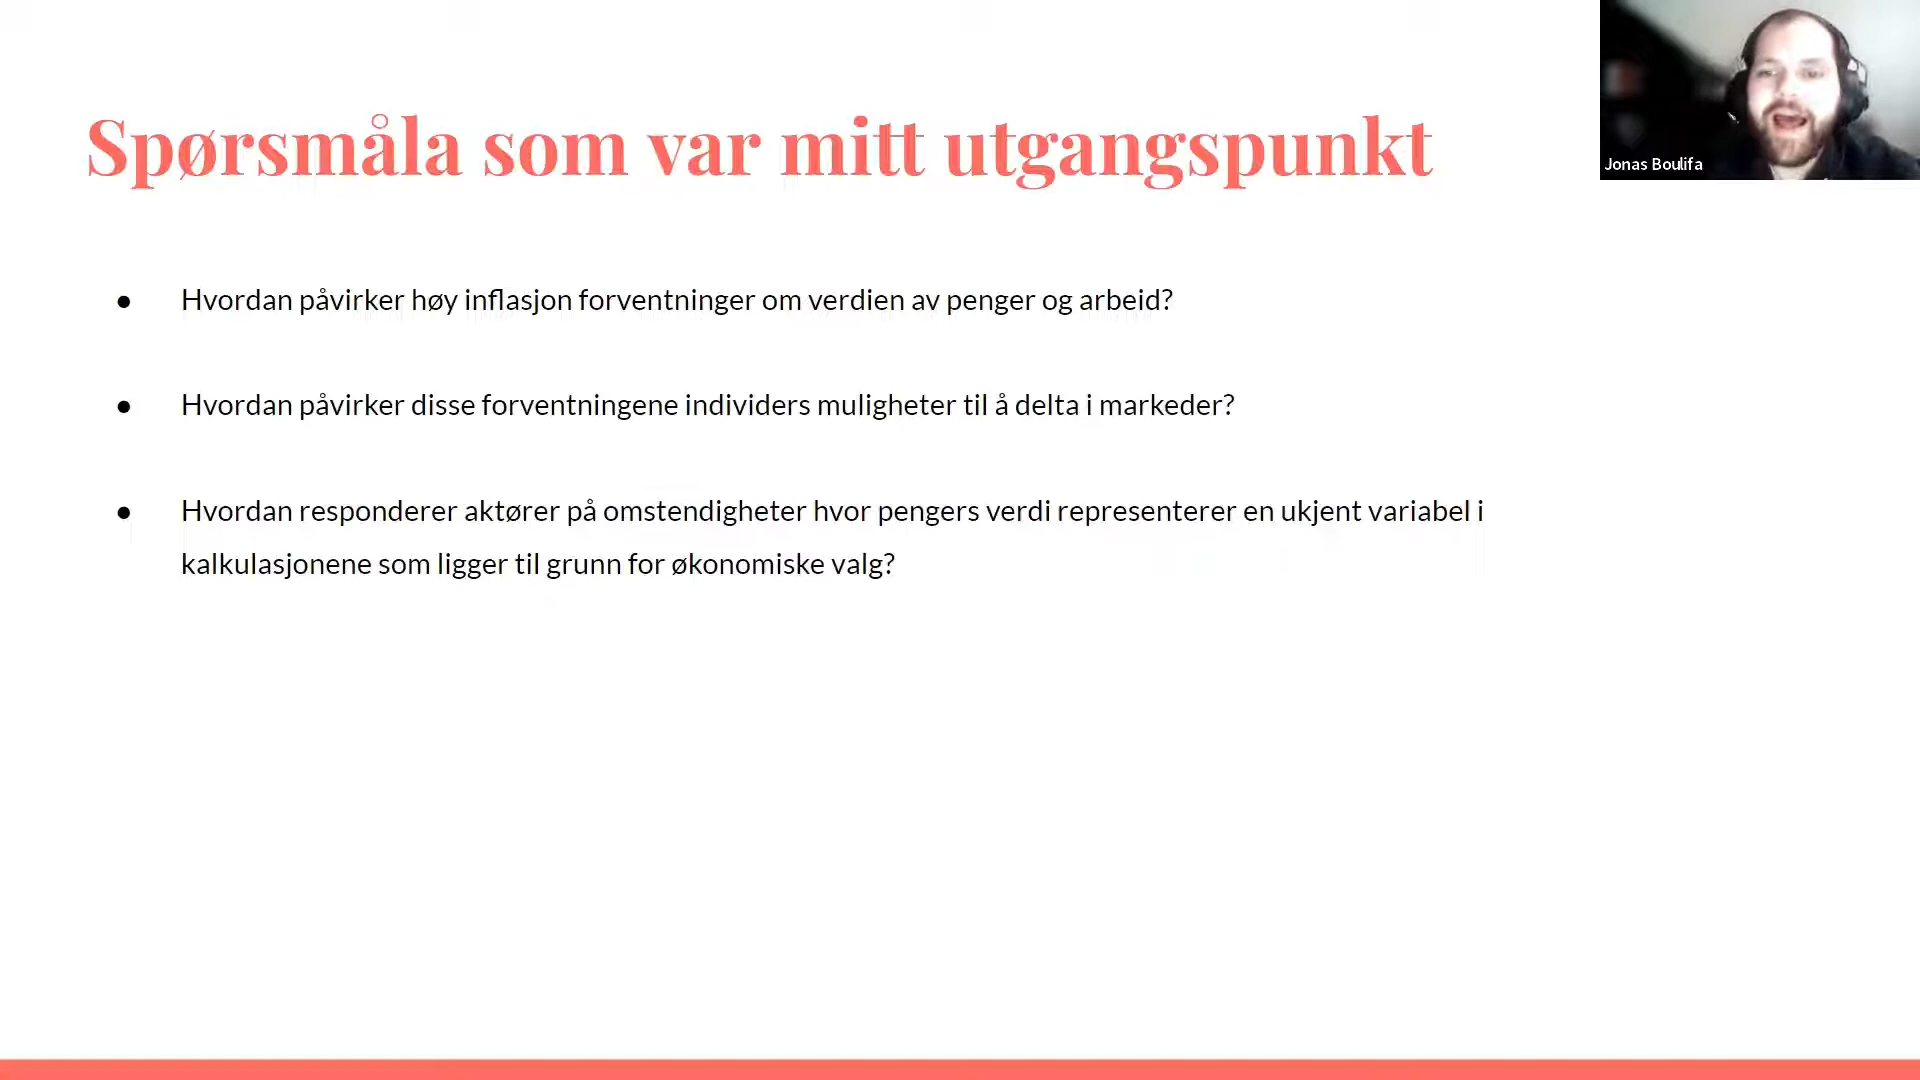 Spørsmåla som var mitt utgangspunkt
Jonas Boulifa
● Hvordan påvirker høy inflasjon forventninger om verdien av penger og arbeid?
● Hvordan påvirker disse forventningene individers muligheter til å delta i markeder?
● Hvordan responderer aktører på omstendigheter hvor pengers verdi representerer en ukjent variabel i
kalkulasjonene som ligger til grunn for økonomiske valg?